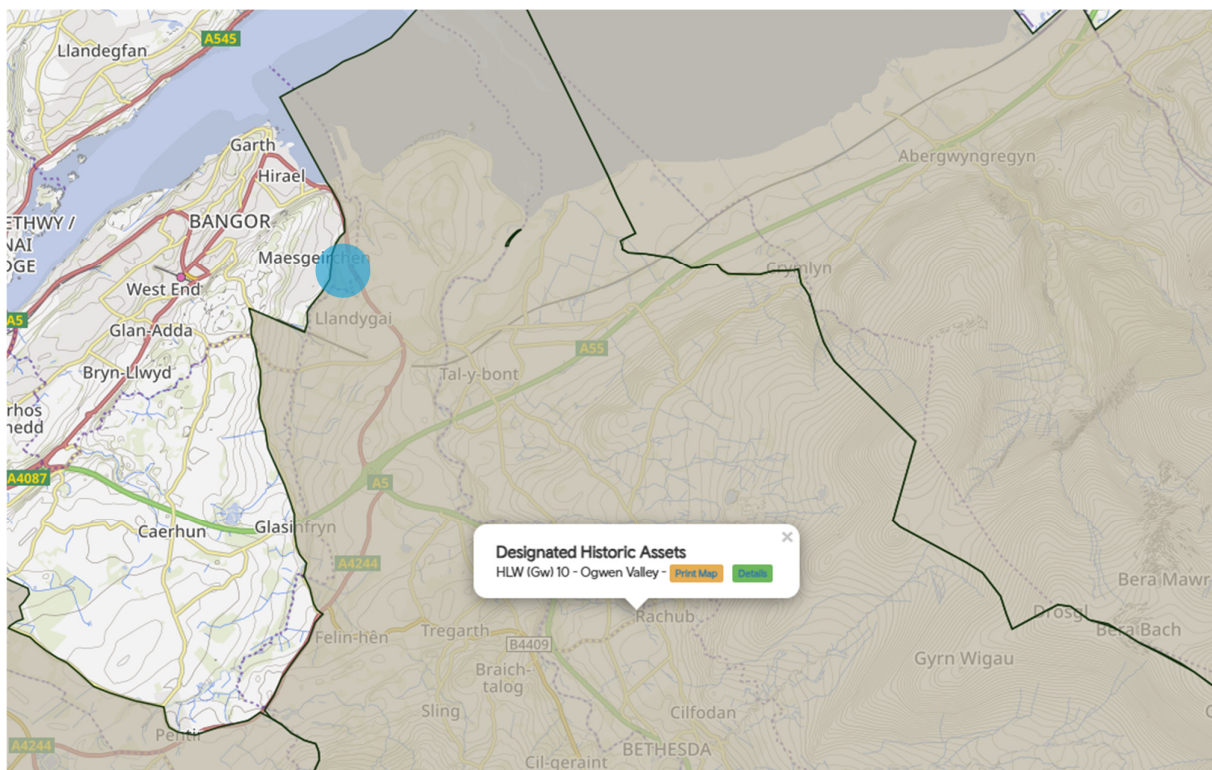 Llandegfan
A545
Garth
Hirael
ETHWY /
NAI
DGE
BANGOR
Maesgeirchen
West End
A5
Glan-Adda
Llandygai
Bryn-Llwyd
rhos
nedd
A4087
Abergwyngregyn
Crymlyn
A55
Tal-y-bont
A5
Caerhun
Glasinfryn
A4244
Designated Historic Assets
×
HLW (Gw) 10 - Ogwen Valley - Print Map Details
Rachub
Felin-hên
Tregarth
B4409
Braich-
talog
Sling
Cilfodan
BETHESDA
Cil-geraint
Pentir
A4244
Bera Mawr
Drosgl
Bera Bach
Gyrn Wigau